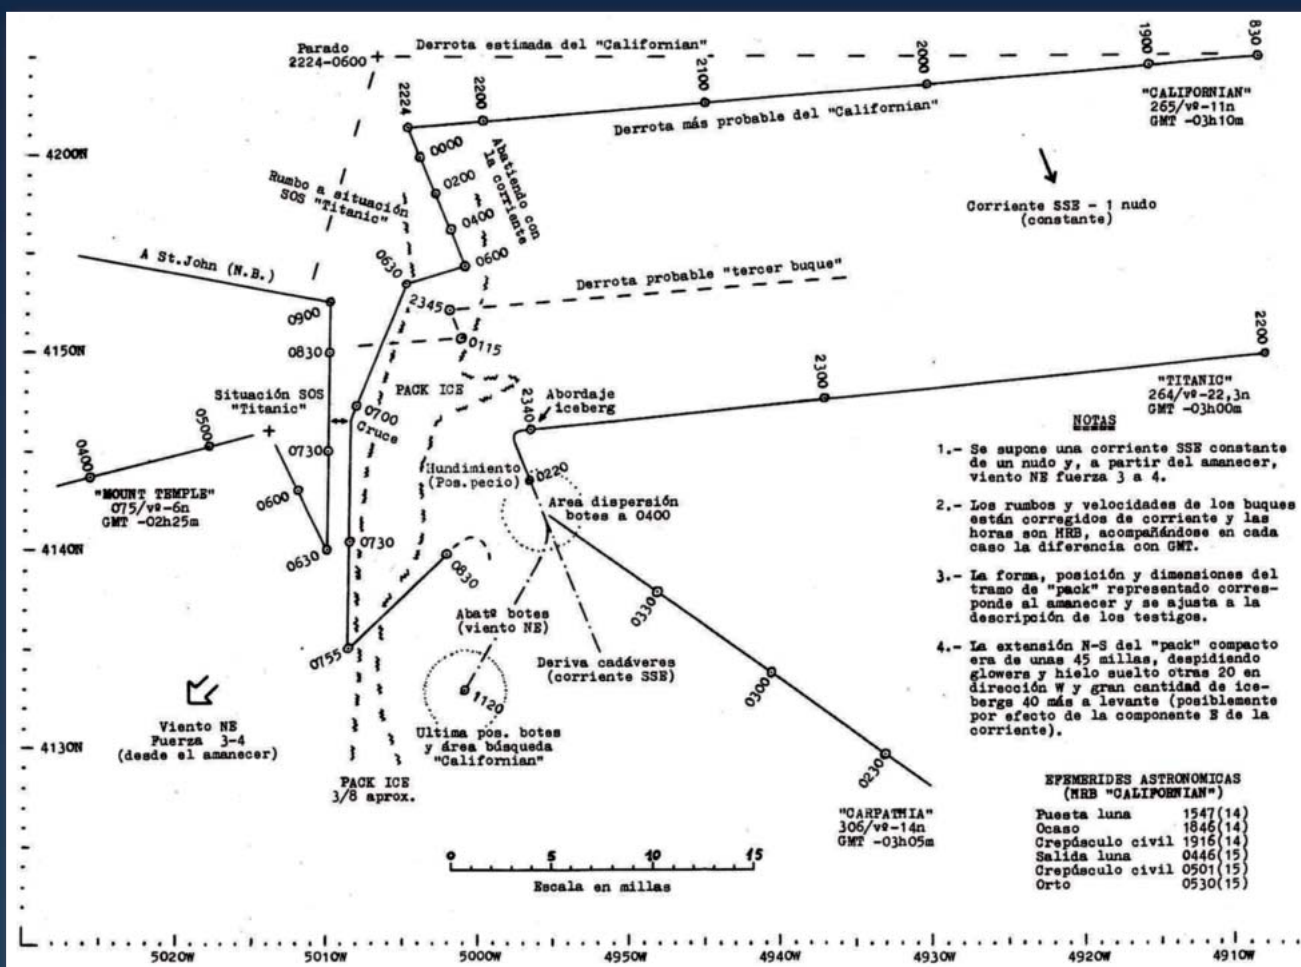 Parado
2224-0600
Derrota estimada del "Californian"
830
1900
2000
2100
2200
2224
"CALIFORNIAN"
265/vº-11n
GMT -03h10m
Derrota más probable del "Californian"
4200N
0000
0200
0400
0600
Abatiendo con
la corriente
Rumbo a situación
SOS "Titanic"
Corriente SSE - 1 nudo
(constante)
A St.John (N.B.)
0630
Derrota probable "tercer buque"
2345
0115
0900
0830
4150N
2200
2300
"TITANIC"
264/vº-22,3n
GMT -03h00m
Situación SOS
"Titanic"
PACK ICE
2340
Abordaje
iceberg
0700
Cruce
0500
0400
0730
"MOUNT TEMPLE"
075/vº-6n
GMT -02h25m
0600
0630
Hundimiento
(Pos.pecio)
0220
Area dispersión
botes a 0400
NOTAS
1.- Se supone una corriente SSE constante
de un nudo y, a partir del amanecer,
viento NE fuerza 3 a 4.
2.- Los rumbos y velocidades de los buques
están corregidos de corriente y las
horas son HRB, acompañándose en cada
caso la diferencia con GMT.
3.- La forma, posición y dimensiones del
tramo de "pack" representado corres-
ponde al amanecer y se ajusta a la
descripción de los testigos.
4.- La extensión N-S del "pack" compacto
era de unas 45 millas, despidiendo
glowers y hielo suelto otras 20 en
dirección W y gran cantidad de ice-
bergs 40 más a levante (posiblemente
por efecto de la componente E de la
corriente).
4140N
0730
0830
0330
0300
0230
Abatº botes
(viento NE)
Deriva cadáveres
(corriente SSE)
0755
1120
Ultima pos. botes
y área búsqueda
"Californian"
Viento NE
Fuerza 3-4
(desde el amanecer)
4130N
PACK ICE
3/8 aprox.
"CARPATHIA"
306/vº-14n
GMT -03h05m
0 5 10 15
Escala en millas
EFEMERIDES ASTRONOMICAS
(HRB "CALIFORNIAN")
Puesta luna 1547(14)
Ocaso 1846(14)
Crepúsculo civil 1916(14)
Salida luna 0446(15)
Crepúsculo civil 0501(15)
Orto 0530(15)
5020W 5010W 5000W 4950W 4940W 4930W 4920W 4910W